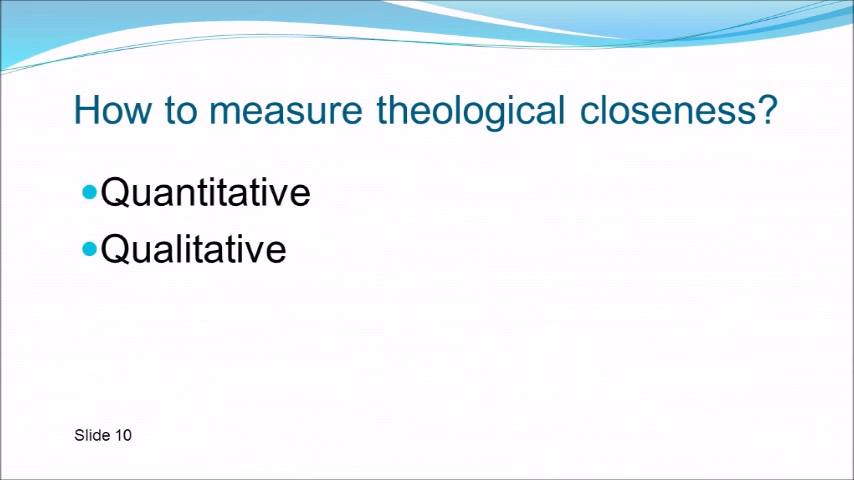 How to measure theological closeness?
•Quantitative
•Qualitative
Slide 10